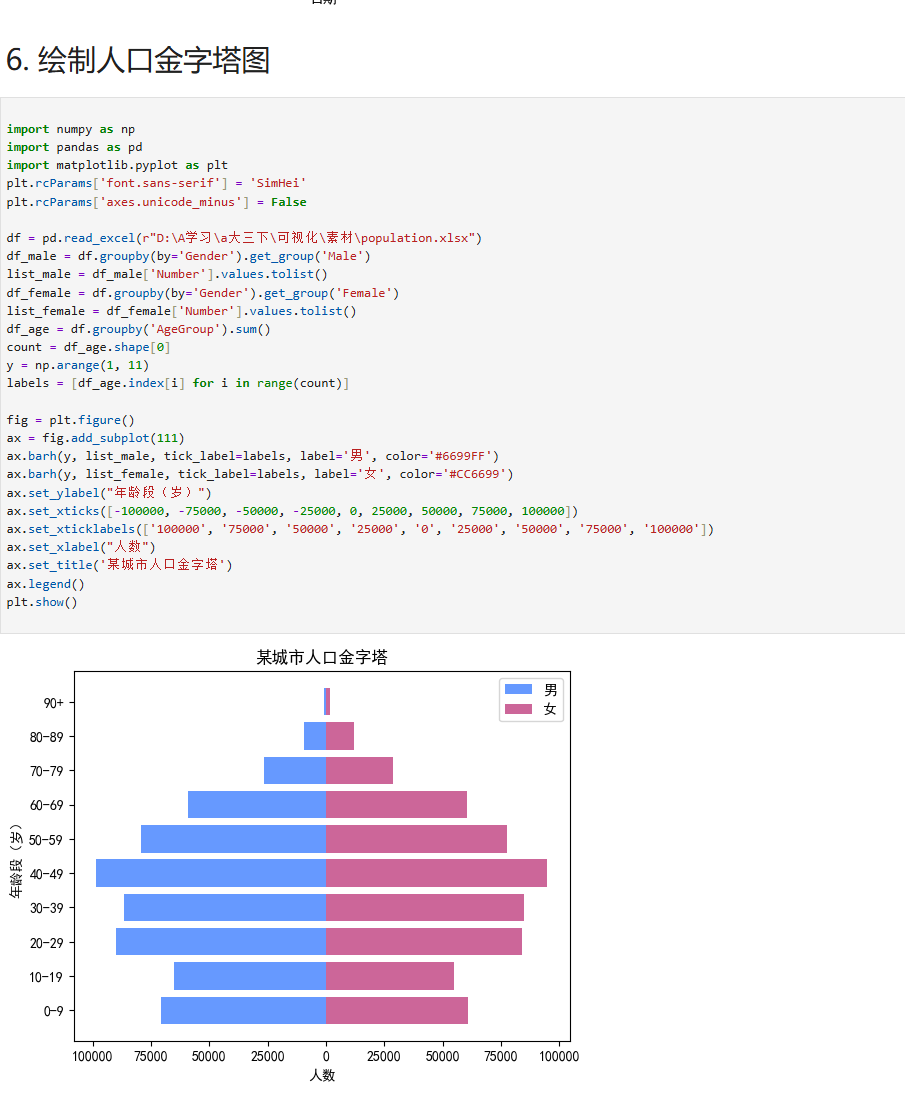 日期
6. 绘制人口金字塔图
import numpy as np
import pandas as pd
import matplotlib.pyplot as plt
plt.rcParams['font.sans-serif'] = 'SimHei'
plt.rcParams['axes.unicode_minus'] = False
df = pd.read_excel(r"D:\A学习\a大三下\可视化\素材\population.xlsx")
df_male = df.groupby(by='Gender').get_group('Male')
list_male = df_male['Number'].values.tolist()
df_female = df.groupby(by='Gender').get_group('Female')
list_female = df_female['Number'].values.tolist()
df_age = df.groupby('AgeGroup').sum()
count = df_age.shape[0]
y = np.arange(1, 11)
labels = [df_age.index[i] for i in range(count)]
fig = plt.figure()
ax = fig.add_subplot(111)
ax.barh(y, list_male, tick_label=labels, label='男', color='#6699FF')
ax.barh(y, list_female, tick_label=labels, label='女', color='#CC6699')
ax.set_ylabel("年龄段（岁）")
ax.set_xticks([-100000, -75000, -50000, -25000, 0, 25000, 50000, 75000, 100000])
ax.set_xticklabels(['100000', '75000', '50000', '25000', '0', '25000', '50000', '75000', '100000'])
ax.set_xlabel("人数")
ax.set_title('某城市人口金字塔')
ax.legend()
plt.show()
某城市人口金字塔
男
女
90+
80-89
70-79
60-69
50-59
40-49
30-39
20-29
10-19
0-9
年龄段（岁）
100000 75000 50000 25000 0 25000 50000 75000 100000
人数